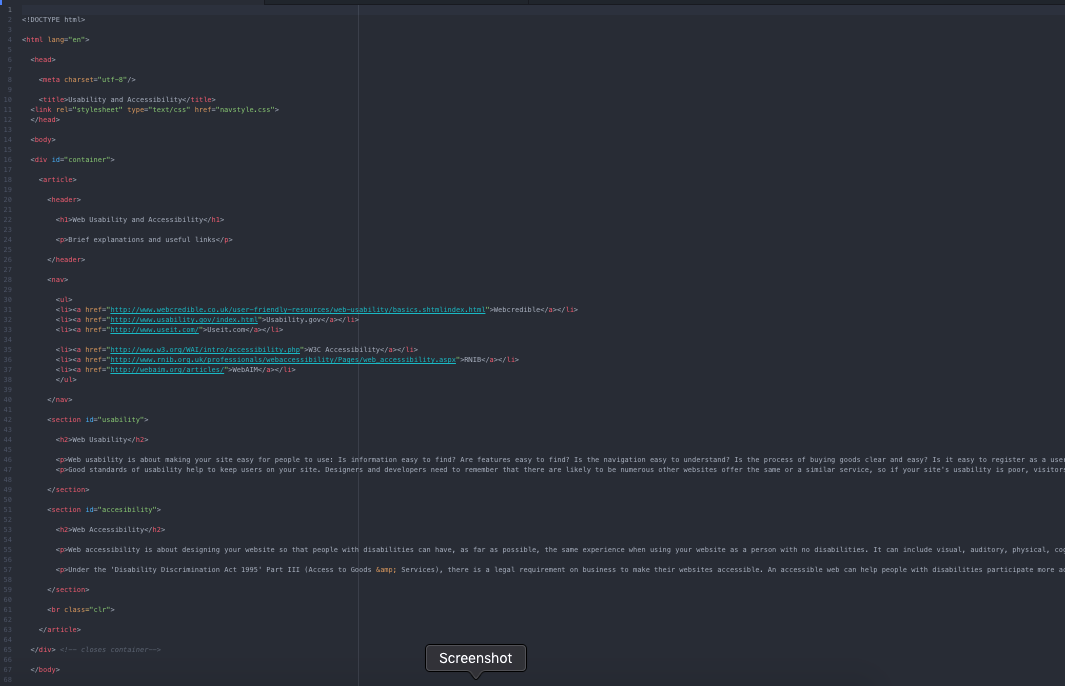 1
2 <!DOCTYPE html>
3
4 <html lang="en">
5
6 <head>
7
8 <meta charset="utf-8"/>
9
10 <title>Usability and Accessibility</title>
11 <link rel="stylesheet" type="text/css" href="navstyle.css">
12 </head>
13
14 <body>
15
16 <div id="container">
17
18 <article>
19
20 <header>
21
22 <h1>Web Usability and Accessibility</h1>
23
24 <p>Brief explanations and useful links</p>
25
26 </header>
27
28 <nav>
29
30 <ul>
31 <li><a href="http://www.webcredible.co.uk/user-friendly-resources/web-usability/basics.shtmlindex.html">Webcredible</a></li>
32 <li><a href="http://www.usability.gov/index.html">Usability.gov</a></li>
33 <li><a href="http://www.useit.com/">Useit.com</a></li>
34
35 <li><a href="http://www.w3.org/WAI/intro/accessibility.php">W3C Accessibility</a></li>
36 <li><a href="http://www.rnib.org.uk/professionals/webaccessibility/Pages/web_accessibility.aspx">RNIB</a></li>
37 <li><a href="http://webaim.org/articles/">WebAIM</a></li>
38 </ul>
39
40 </nav>
41
42 <section id="usability">
43
44 <h2>Web Usability</h2>
45
46 <p>Web usability is about making your site easy for people to use: Is information easy to find? Are features easy to find? Is the navigation easy to understand? Is the process of buying goods clear and easy? Is it easy to register as a use
47 <p>Good standards of usability help to keep users on your site. Designers and developers need to remember that there are likely to be numerous other websites offer the same or a similar service, so if your site's usability is poor, visitors
48
49 </section>
50
51 <section id="accesibility">
52
53 <h2>Web Accessibility</h2>
54
55 <p>Web accessibility is about designing your website so that people with disabilities can have, as far as possible, the same experience when using your website as a person with no disabilities. It can include visual, auditory, physical, cog
56
57 <p>Under the 'Disability Discrimination Act 1995' Part III (Access to Goods &amp; Services), there is a legal requirement on business to make their websites accessible. An accessible web can help people with disabilities participate more ac
58
59 </section>
60
61 <br class="clr">
62
63 </article>
64
65 </div> <!-- closes container-->
66
67 </body>
68
Screenshot